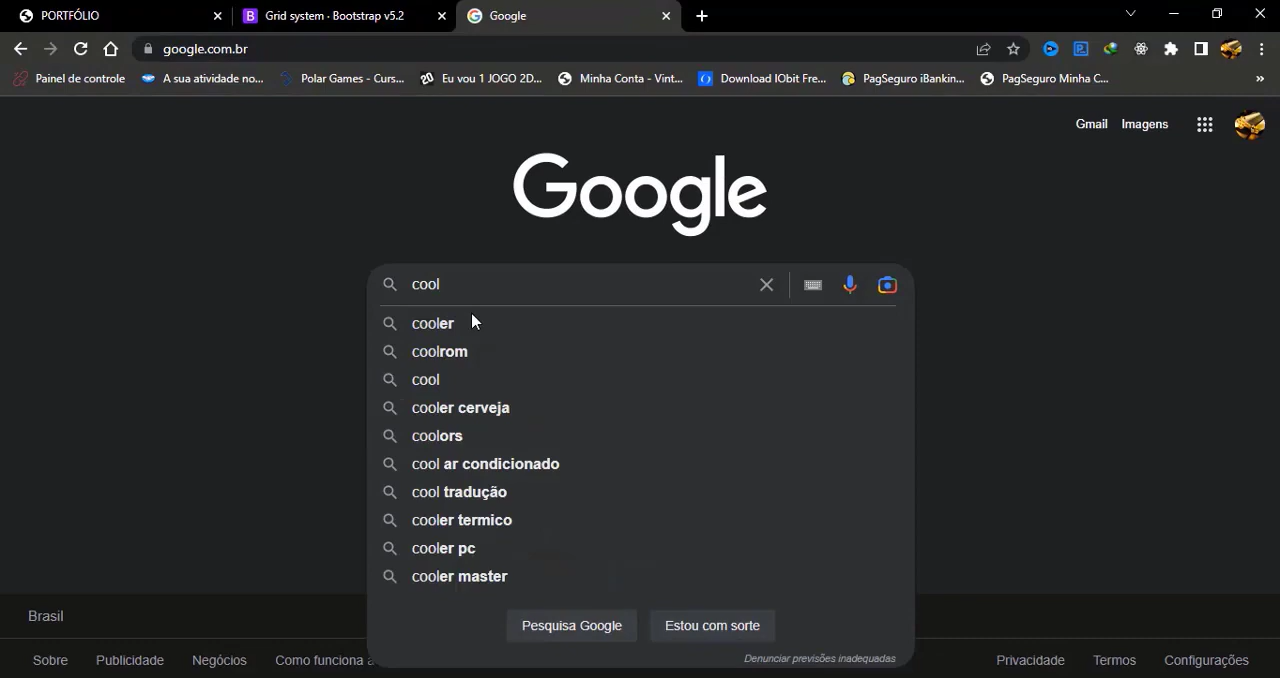 PORTFÓLIO
Grid system · Bootstrap v5.2
Google
google.com.br
Painel de controle
A sua atividade no...
Polar Games - Curs...
Eu vou 1 JOGO 2D...
Minha Conta - Vint...
Download IObit Fre...
PagSeguro iBankin...
PagSeguro Minha C...
»
Gmail
Imagens
Google
cool
cooler
coolrom
cool
cooler cerveja
coolors
cool ar condicionado
cool tradução
cooler termico
cooler pc
cooler master
Pesquisa Google
Estou com sorte
Denunciar previsões inadequadas
Brasil
Sobre
Publicidade
Negócios
Como funciona a
Privacidade
Termos
Configurações